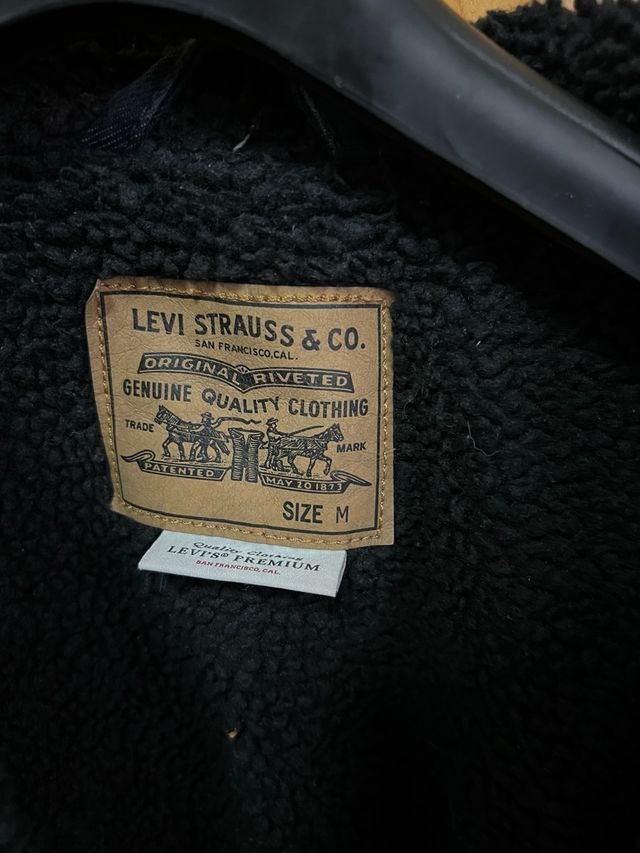 LEVI STRAUSS & CO.
SAN FRANCISCO, CAL.
ORIGINAL RIVETED
GENUINE QUALITY CLOTHING
TRADE MARK
PATENTED MAY 20 1873
SIZE M
Quality Clothing
LEVI'S® PREMIUM
SAN FRANCISCO, CAL.